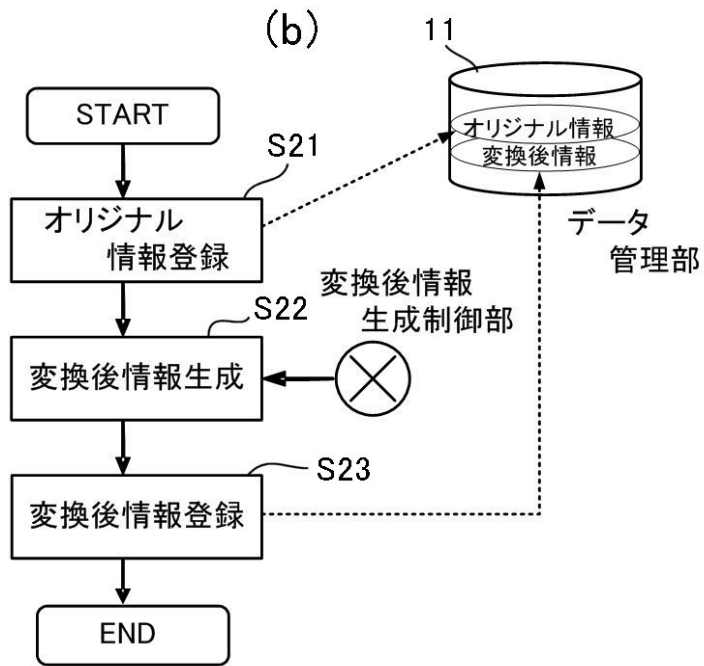 (b)
11
START
オリジナル情報
変換後情報
S21
オリジナル
情報登録
データ
管理部
変換後情報
生成制御部
S22
変換後情報生成
S23
変換後情報登録
END